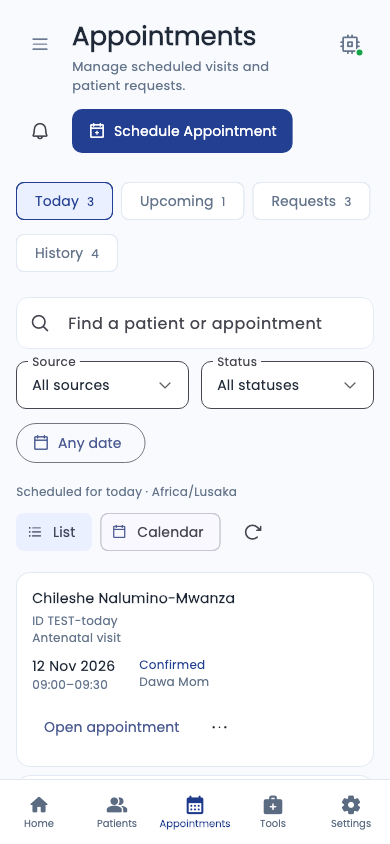 Appointments
Manage scheduled visits and
patient requests.
Schedule Appointment
Today 3
Upcoming 1
Requests 3
History 4
Find a patient or appointment
Source
All sources
Status
All statuses
Any date
Scheduled for today · Africa/Lusaka
List
Calendar
Chileshe Nalumino-Mwanza
ID TEST-today
Antenatal visit
12 Nov 2026
09:00–09:30
Confirmed
Dawa Mom
Open appointment
Home
Patients
Appointments
Tools
Settings